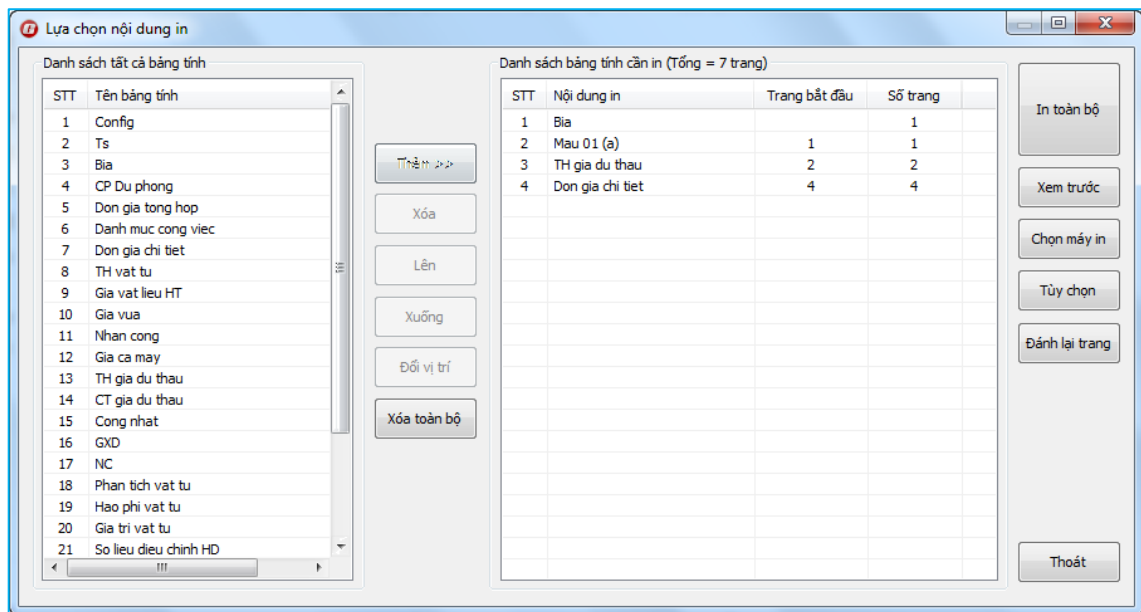 Lựa chọn nội dung in
Danh sách tất cả bảng tính
STT Tên bảng tính
1 Config
2 Ts
3 Bia
4 CP Du phong
5 Don gia tong hop
6 Danh muc cong viec
7 Don gia chi tiet
8 TH vat tu
9 Gia vat lieu HT
10 Gia vua
11 Nhan cong
12 Gia ca may
13 TH gia du thau
14 CT gia du thau
15 Cong nhat
16 GXD
17 NC
18 Phan tich vat tu
19 Hao phi vat tu
20 Gia tri vat tu
21 So lieu dieu chinh HD
Thêm >>
Xóa
Lên
Xuống
Đổi vị trí
Xóa toàn bộ
Danh sách bảng tính cần in (Tổng = 7 trang)
STT Nội dung in Trang bắt đầu Số trang
1 Bia 1
2 Mau 01 (a) 1 1
3 TH gia du thau 2 2
4 Don gia chi tiet 4 4
In toàn bộ
Xem trước
Chọn máy in
Tùy chọn
Đánh lại trang
Thoát